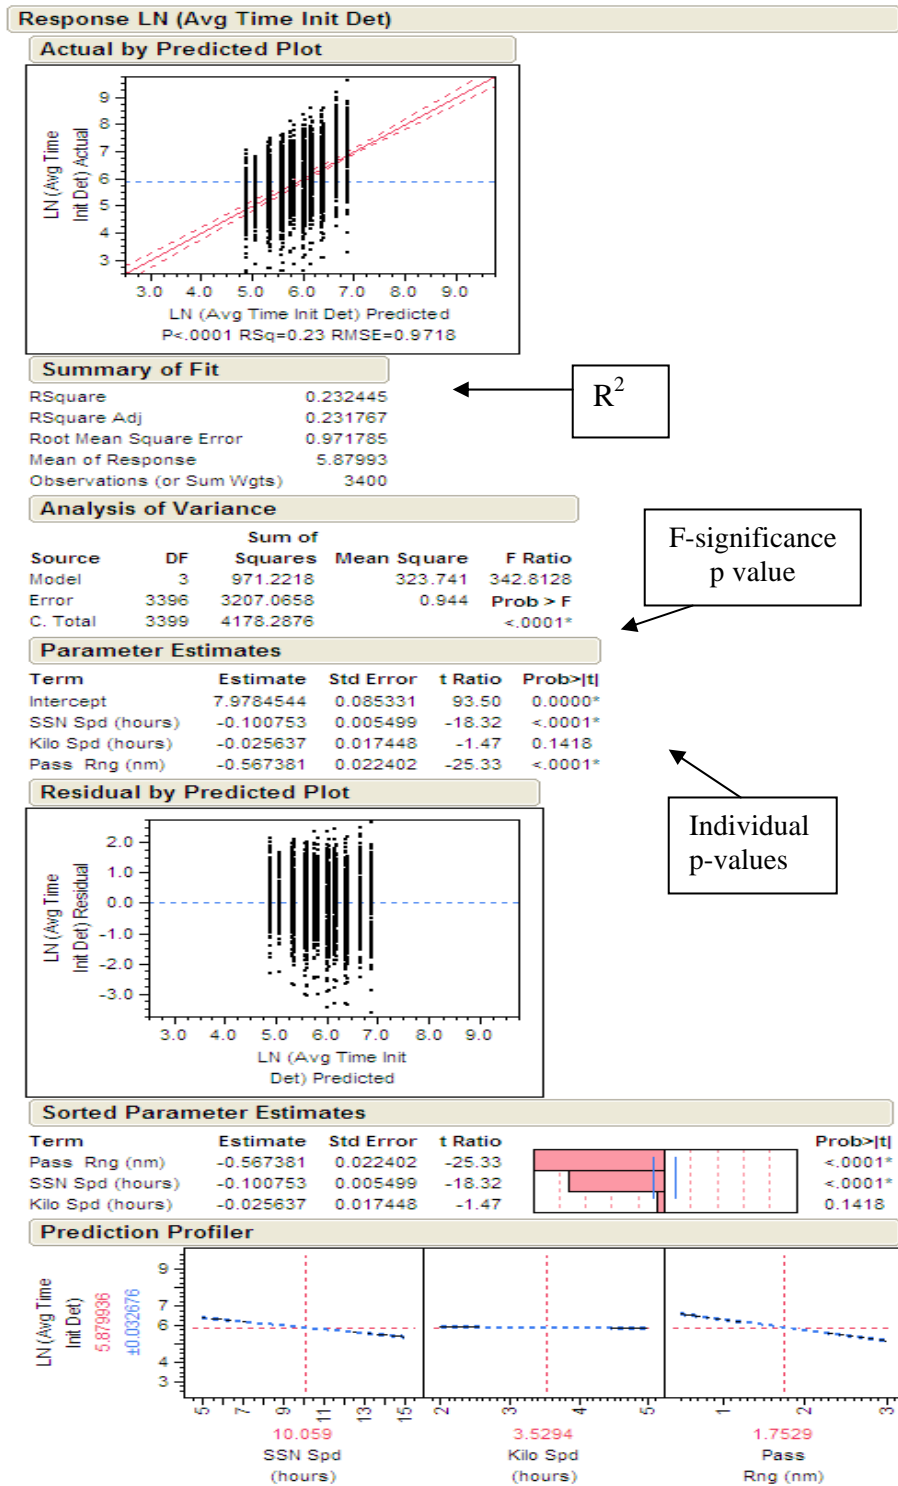 Response LN (Avg Time Init Det)
Actual by Predicted Plot
LN (Avg Time
Init Det) Actual
9
8
7
6
5
4
3
3.0 4.0 5.0 6.0 7.0 8.0 9.0
LN (Avg Time Init Det) Predicted
P<.0001 RSq=0.23 RMSE=0.9718
Summary of Fit
RSquare 0.232445
RSquare Adj 0.231767
Root Mean Square Error 0.971785
Mean of Response 5.87993
Observations (or Sum Wgts) 3400
R2
Analysis of Variance
Sum of
Source DF Squares Mean Square F Ratio
Model 3 971.2218 323.741 342.8128
Error 3396 3207.0658 0.944 Prob > F
C. Total 3399 4178.2876 <.0001*
F-significance
p value
Parameter Estimates
Term Estimate Std Error t Ratio Prob>|t|
Intercept 7.9784544 0.085331 93.50 0.0000*
SSN Spd (hours) -0.100753 0.005499 -18.32 <.0001*
Kilo Spd (hours) -0.025637 0.017448 -1.47 0.1418
Pass Rng (nm) -0.567381 0.022402 -25.33 <.0001*
Individual
p-values
Residual by Predicted Plot
LN (Avg Time
Init Det) Residual
2.0
1.0
0.0
-1.0
-2.0
-3.0
3.0 4.0 5.0 6.0 7.0 8.0 9.0
LN (Avg Time Init
Det) Predicted
Sorted Parameter Estimates
Term Estimate Std Error t Ratio Prob>|t|
Pass Rng (nm) -0.567381 0.022402 -25.33 <.0001*
SSN Spd (hours) -0.100753 0.005499 -18.32 <.0001*
Kilo Spd (hours) -0.025637 0.017448 -1.47 0.1418
Prediction Profiler
LN (Avg Time
Init Det)
5.879936
±0.032676
9
7
6
4
3
5 7 9 11 13 15
2 3 4 5
1 2 3
10.059
SSN Spd
(hours)
3.5294
Kilo Spd
(hours)
1.7529
Pass
Rng (nm)